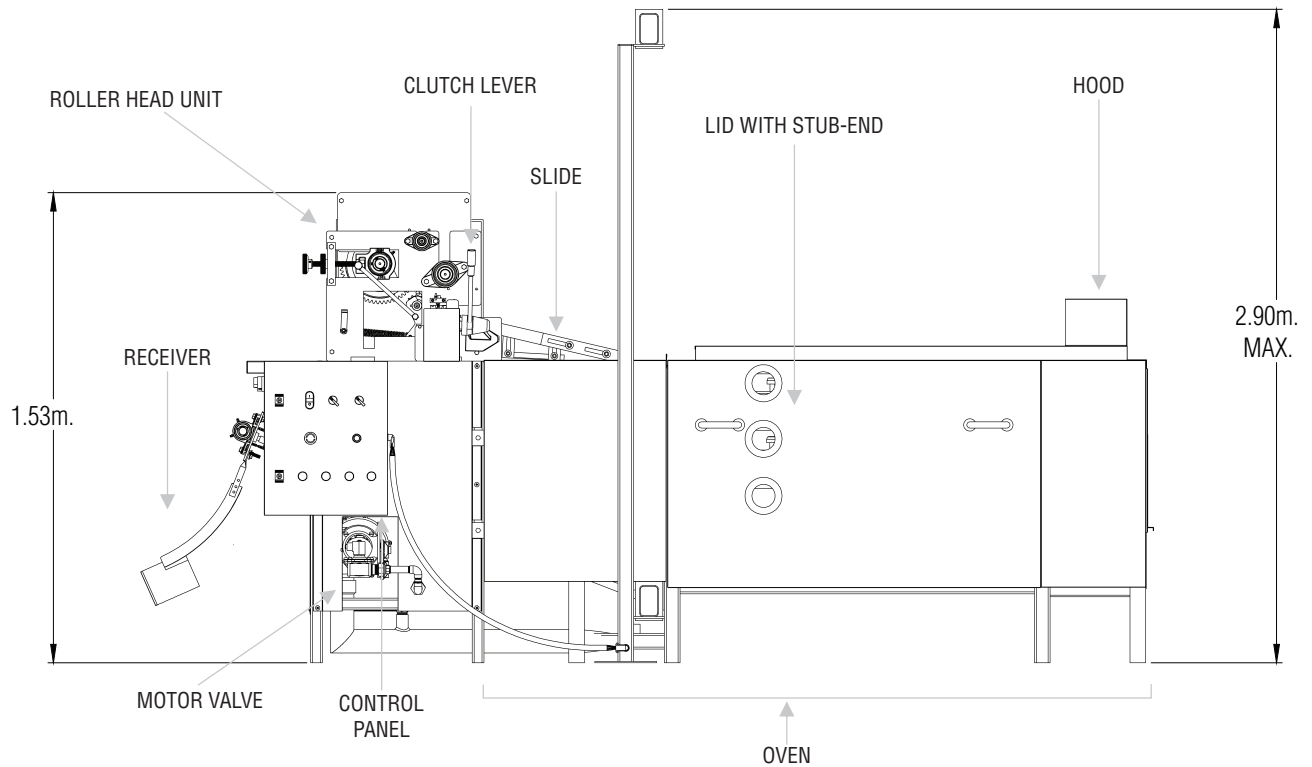 CLUTCH LEVER
HOOD
ROLLER HEAD UNIT
LID WITH STUB-END
SLIDE
2.90m.
MAX.
RECEIVER
1.53m.
MOTOR VALVE
CONTROL
PANEL
OVEN